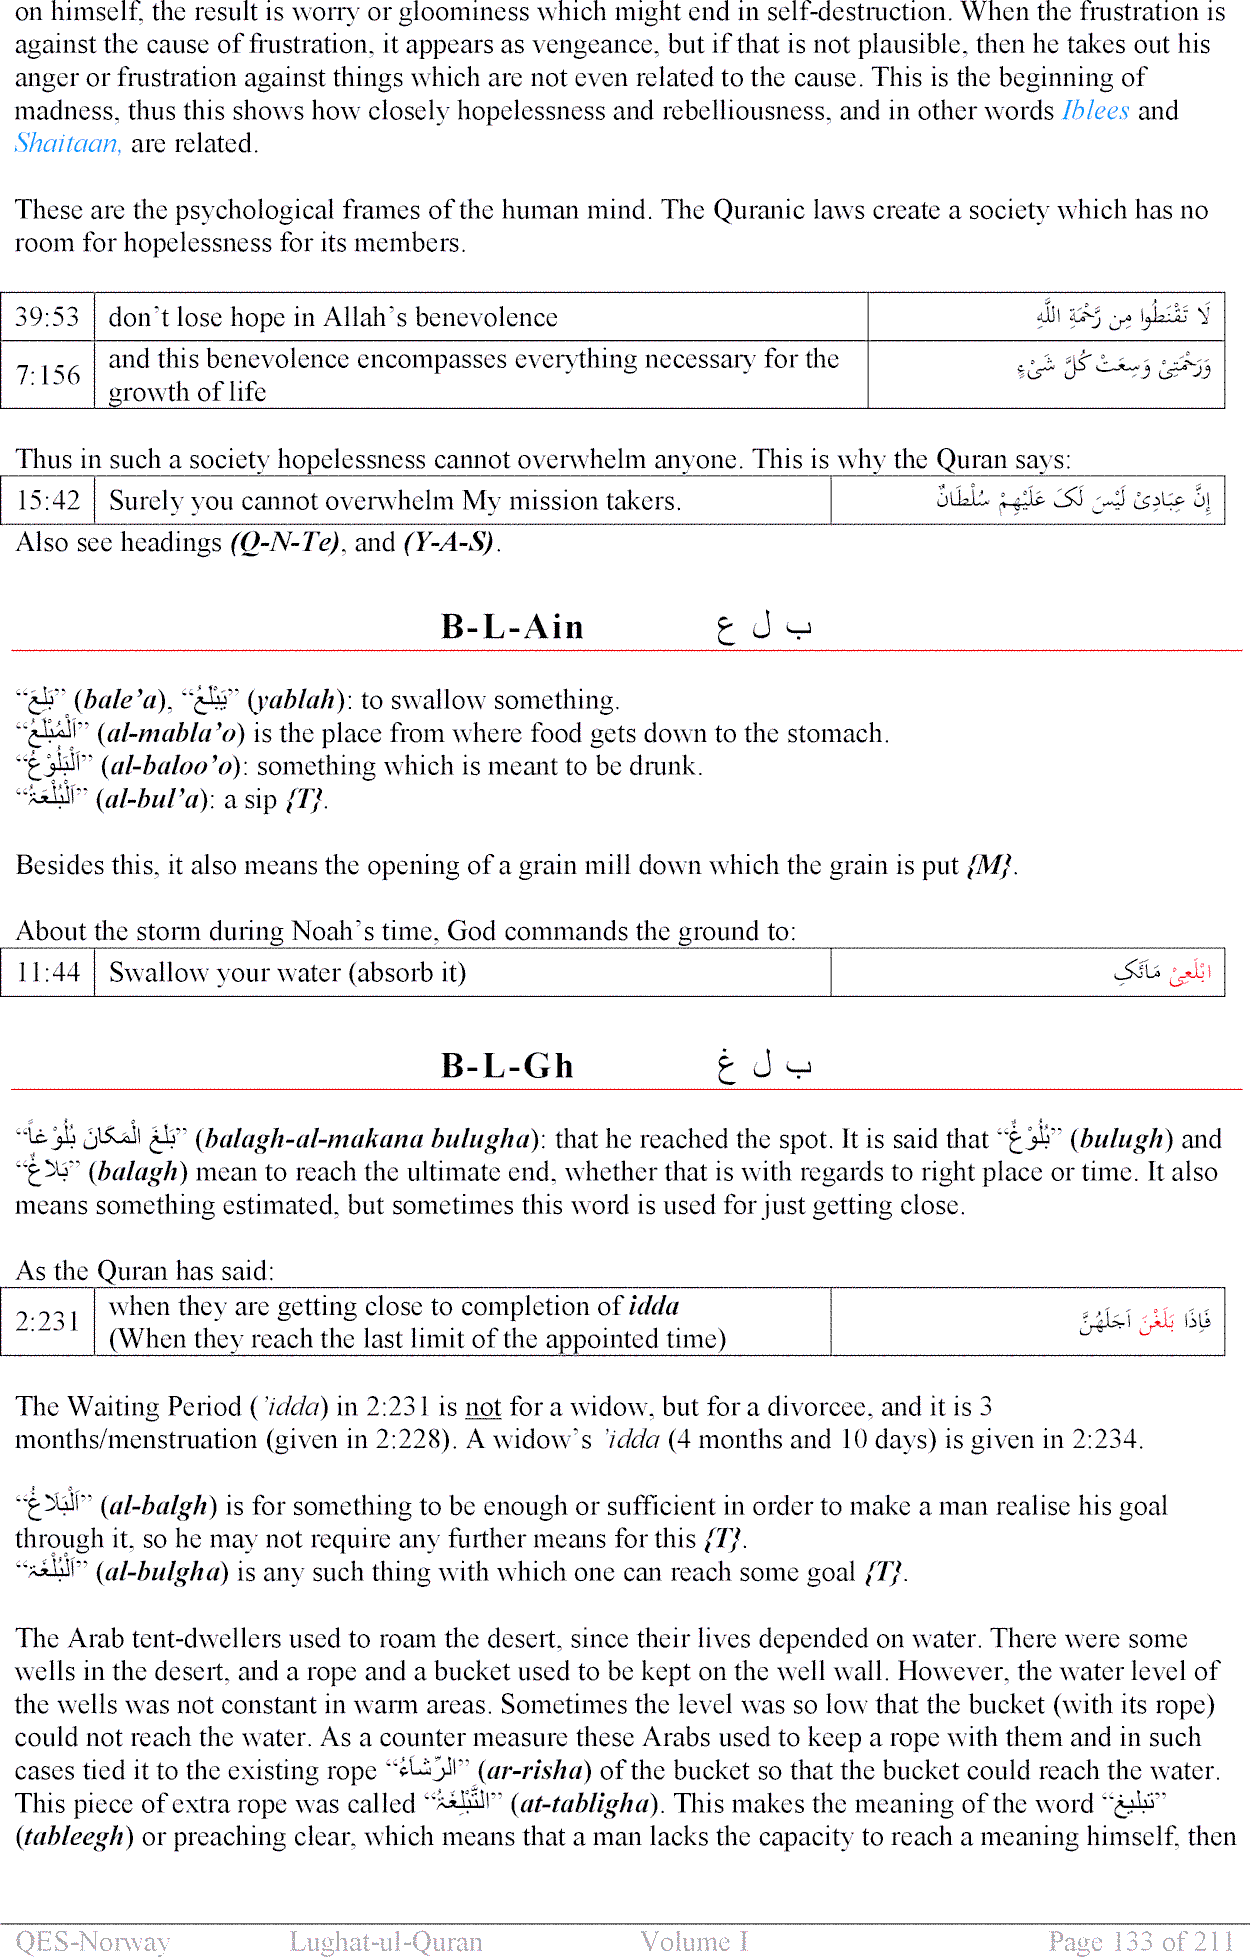 on himself, the result is worry or gloominess which might end in self-destruction. When the frustration is
against the cause of frustration, it appears as vengeance, but if that is not plausible, then he takes out his
anger or frustration against things which are not even related to the cause. This is the beginning of
madness, thus this shows how closely hopelessness and rebelliousness, and in other words Iblees and
Shaitaan, are related.
These are the psychological frames of the human mind. The Quranic laws create a society which has no
room for hopelessness for its members.
39:53 don't lose hope in Allah's benevolence لَا تَقْنَطُوا مِن رَّحْمَةِ اللَّهِ
7:156 and this benevolence encompasses everything necessary for the
growth of life وَرَحْمَتِىْ وَسِعَتْ كُلَّ شَىْءٍ
Thus in such a society hopelessness cannot overwhelm anyone. This is why the Quran says:
15:42 Surely you cannot overwhelm My mission takers. إِنَّ عِبَادِىْ لَيْسَ لَکَ عَلَيْهِمْ سُلْطَانٌ
Also see headings (Q-N-Te), and (Y-A-S).
B-L-Ain ب ل ع
“بَلِعَ” (bale'a), “يَبْلَعُ” (yablah): to swallow something.
“اَلْمَبْلَعُ” (al-mabla'o) is the place from where food gets down to the stomach.
“اَلْبَلُوْعُ” (al-baloo'o): something which is meant to be drunk.
“اَلْبُلْعَةُ” (al-bul'a): a sip {T}.
Besides this, it also means the opening of a grain mill down which the grain is put {M}.
About the storm during Noah's time, God commands the ground to:
11:44 Swallow your water (absorb it) ابْلَعِىْ مَائَكِ
B-L-Gh ب ل غ
“بَلَغَ الْمَكَانَ بُلُوْغاً” (balagh-al-makana bulugha): that he reached the spot. It is said that “بُلُوْغٌ” (bulugh) and
“بَلاَغٌ” (balagh) mean to reach the ultimate end, whether that is with regards to right place or time. It also
means something estimated, but sometimes this word is used for just getting close.
As the Quran has said:
2:231 when they are getting close to completion of idda
(When they reach the last limit of the appointed time) فَاِذَا بَلَغْنَ اَجَلَهُنَّ
The Waiting Period ('idda) in 2:231 is not for a widow, but for a divorcee, and it is 3
months/menstruation (given in 2:228). A widow's 'idda (4 months and 10 days) is given in 2:234.
“اَلْبَلَاغُ” (al-balgh) is for something to be enough or sufficient in order to make a man realise his goal
through it, so he may not require any further means for this {T}.
“اَلْبُلْغَة” (al-bulgha) is any such thing with which one can reach some goal {T}.
The Arab tent-dwellers used to roam the desert, since their lives depended on water. There were some
wells in the desert, and a rope and a bucket used to be kept on the well wall. However, the water level of
the wells was not constant in warm areas. Sometimes the level was so low that the bucket (with its rope)
could not reach the water. As a counter measure these Arabs used to keep a rope with them and in such
cases tied it to the existing rope “الرِّشَآءُ” (ar-risha) of the bucket so that the bucket could reach the water.
This piece of extra rope was called “التَّبْلِغَةُ” (at-tabligha). This makes the meaning of the word “تبليغ”
(tableegh) or preaching clear, which means that a man lacks the capacity to reach a meaning himself, then
QES-Norway Lughat-ul-Quran Volume I Page 133 of 211